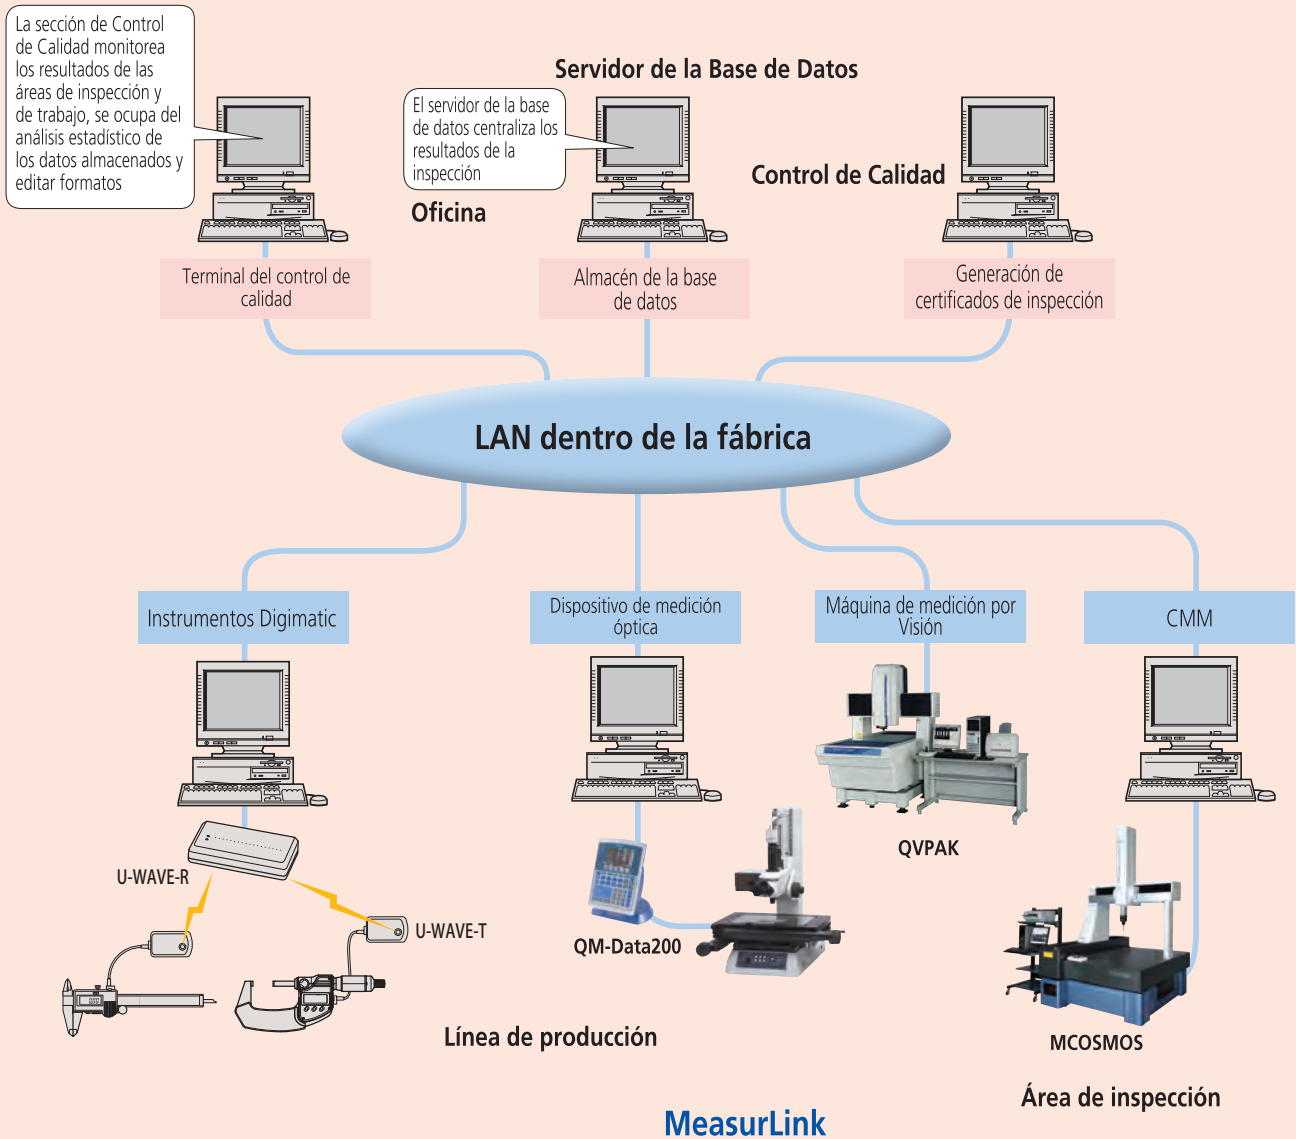 La sección de Control
de Calidad monitorea
los resultados de las
áreas de inspección y
de trabajo, se ocupa del
análisis estadístico de
los datos almacenados y
editar formatos
Servidor de la Base de Datos
El servidor de la base
de datos centraliza los
resultados de la
inspección
Oficina
Control de Calidad
Terminal del control de
calidad
Almacén de la base
de datos
Generación de
certificados de inspección
LAN dentro de la fábrica
Instrumentos Digimatic
Dispositivo de medición
óptica
Máquina de medición por
Visión
CMM
U-WAVE-R
U-WAVE-T
QM-Data200
QVPAK
MCOSMOS
Línea de producción
Área de inspección
MeasurLink